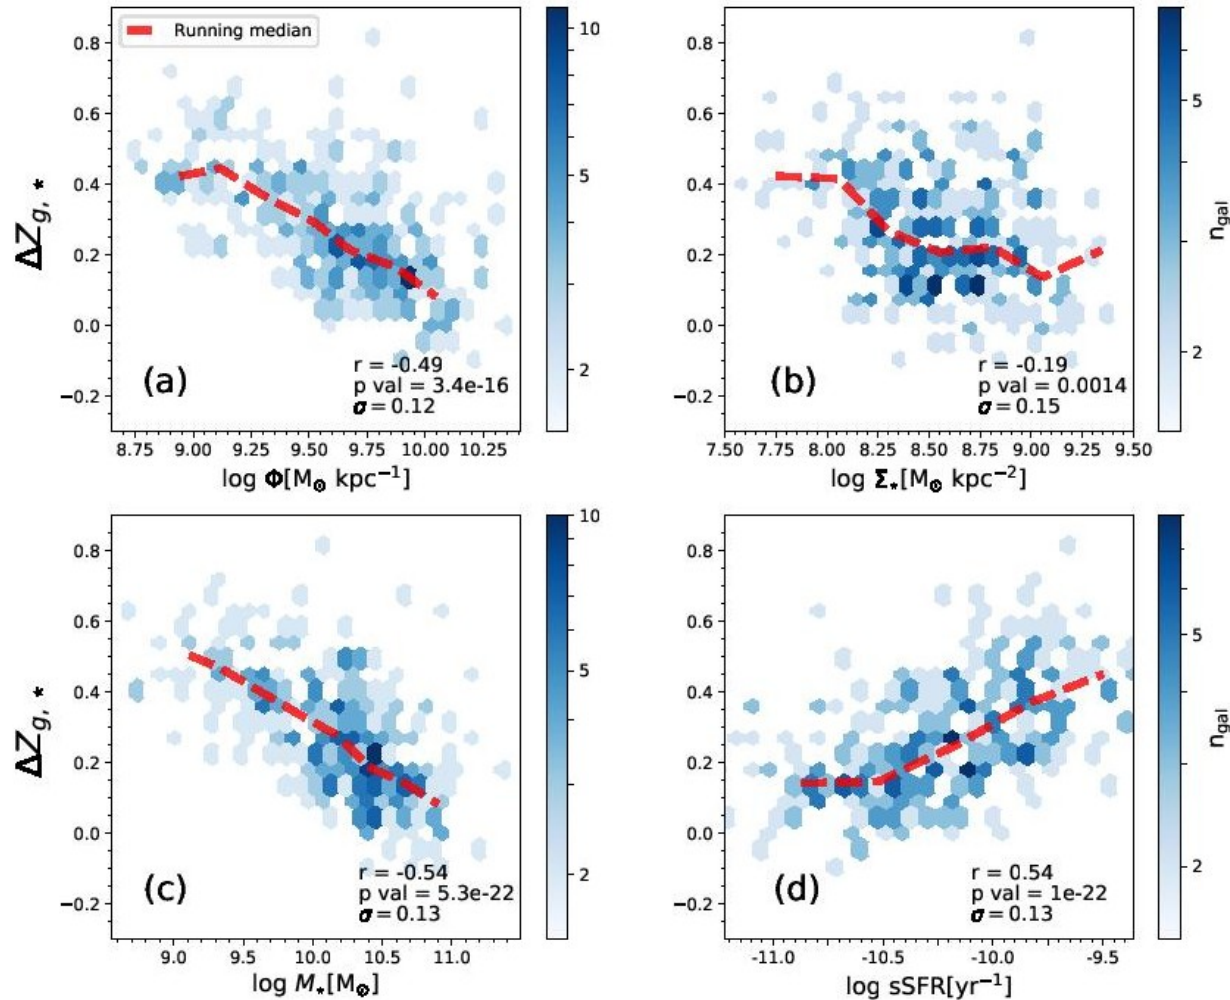 Running median
0.8
0.6
0.4
0.2
0.0
−0.2
ΔZg, *
(a)
r = -0.49
p val = 3.4e-16
σ = 0.12
8.75 9.00 9.25 9.50 9.75 10.00 10.25
log Φ[M⊙ kpc−1]
10
5
2
0.8
0.6
0.4
0.2
0.0
−0.2
(b)
r = -0.19
p val = 0.0014
σ = 0.15
7.50 7.75 8.00 8.25 8.50 8.75 9.00 9.25 9.50
log Σ*[M⊙ kpc−2]
5
2
ngal
0.8
0.6
0.4
0.2
0.0
−0.2
ΔZg, *
(c)
r = -0.54
p val = 5.3e-22
σ = 0.13
9.0 9.5 10.0 10.5 11.0
log M*[M⊙]
10
5
2
0.8
0.6
0.4
0.2
0.0
−0.2
(d)
r = 0.54
p val = 1e-22
σ = 0.13
-11.0 -10.5 -10.0 -9.5
log sSFR[yr−1]
5
2
ngal